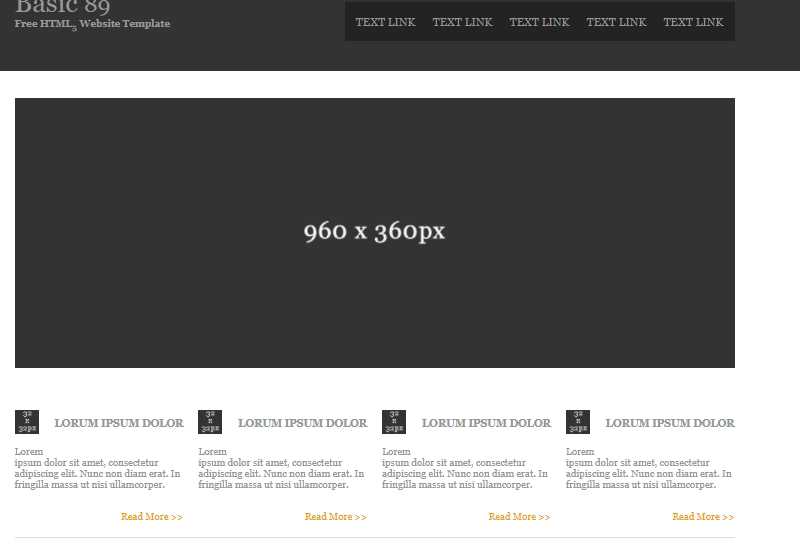 Basic 89
Free HTML5 Website Template
TEXT LINK TEXT LINK TEXT LINK TEXT LINK TEXT LINK
960 x 360px
32
x
32px
LORUM IPSUM DOLOR
Lorem
ipsum dolor sit amet, consectetur
adipiscing elit. Nunc non diam erat. In
fringilla massa ut nisi ullamcorper.
Read More >>
32
x
32px
LORUM IPSUM DOLOR
Lorem
ipsum dolor sit amet, consectetur
adipiscing elit. Nunc non diam erat. In
fringilla massa ut nisi ullamcorper.
Read More >>
32
x
32px
LORUM IPSUM DOLOR
Lorem
ipsum dolor sit amet, consectetur
adipiscing elit. Nunc non diam erat. In
fringilla massa ut nisi ullamcorper.
Read More >>
32
x
32px
LORUM IPSUM DOLOR
Lorem
ipsum dolor sit amet, consectetur
adipiscing elit. Nunc non diam erat. In
fringilla massa ut nisi ullamcorper.
Read More >>